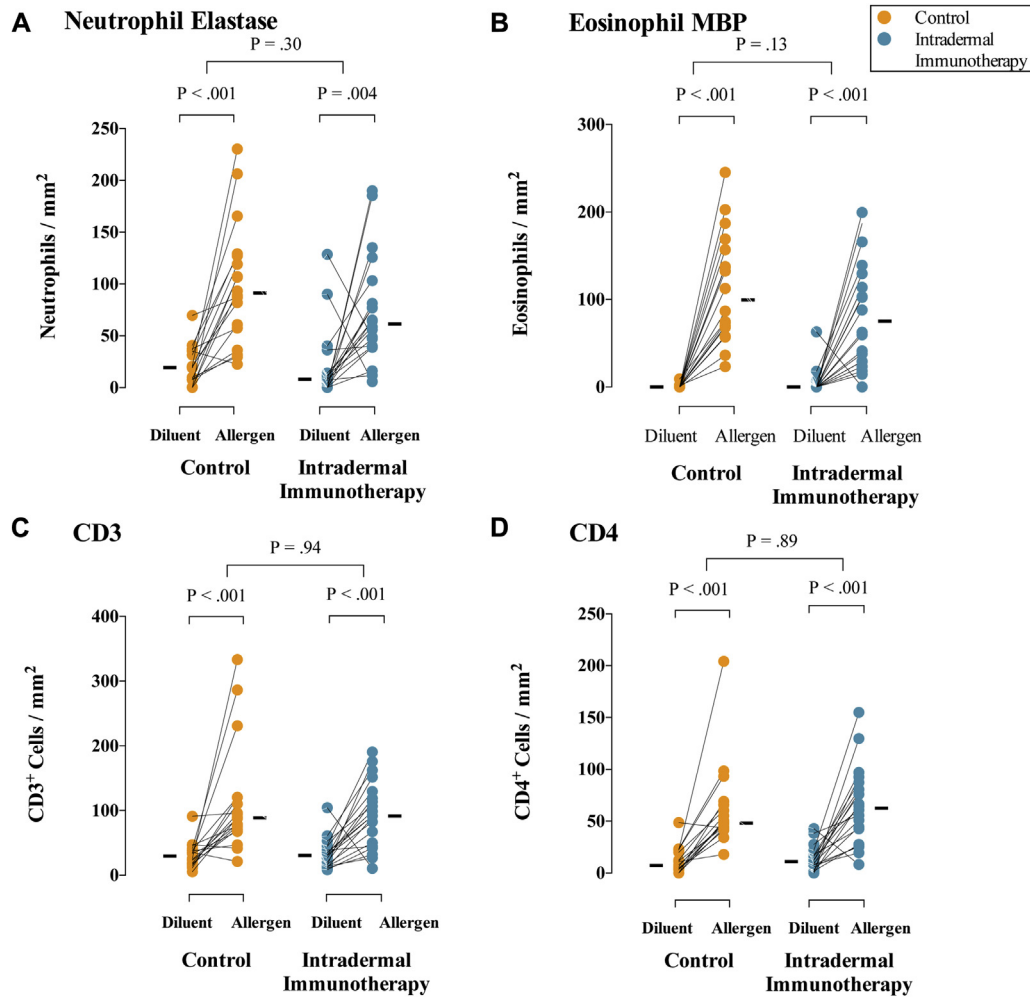 A Neutrophil Elastase
P = .30
P < .001 P = .004
250
200
150
100
50
0
Neutrophils / mm²
Diluent Allergen Diluent Allergen
Control Intradermal
Immunotherapy
B Eosinophil MBP
Control
Intradermal
Immunotherapy
P = .13
P < .001 P < .001
300
200
100
0
Eosinophils / mm²
Diluent Allergen Diluent Allergen
Control Intradermal
Immunotherapy
C CD3
P = .94
P < .001 P < .001
400
300
200
100
0
CD3⁺ Cells / mm²
Diluent Allergen Diluent Allergen
Control Intradermal
Immunotherapy
D CD4
P = .89
P < .001 P < .001
250
200
150
100
50
0
CD4⁺ Cells / mm²
Diluent Allergen Diluent Allergen
Control Intradermal
Immunotherapy